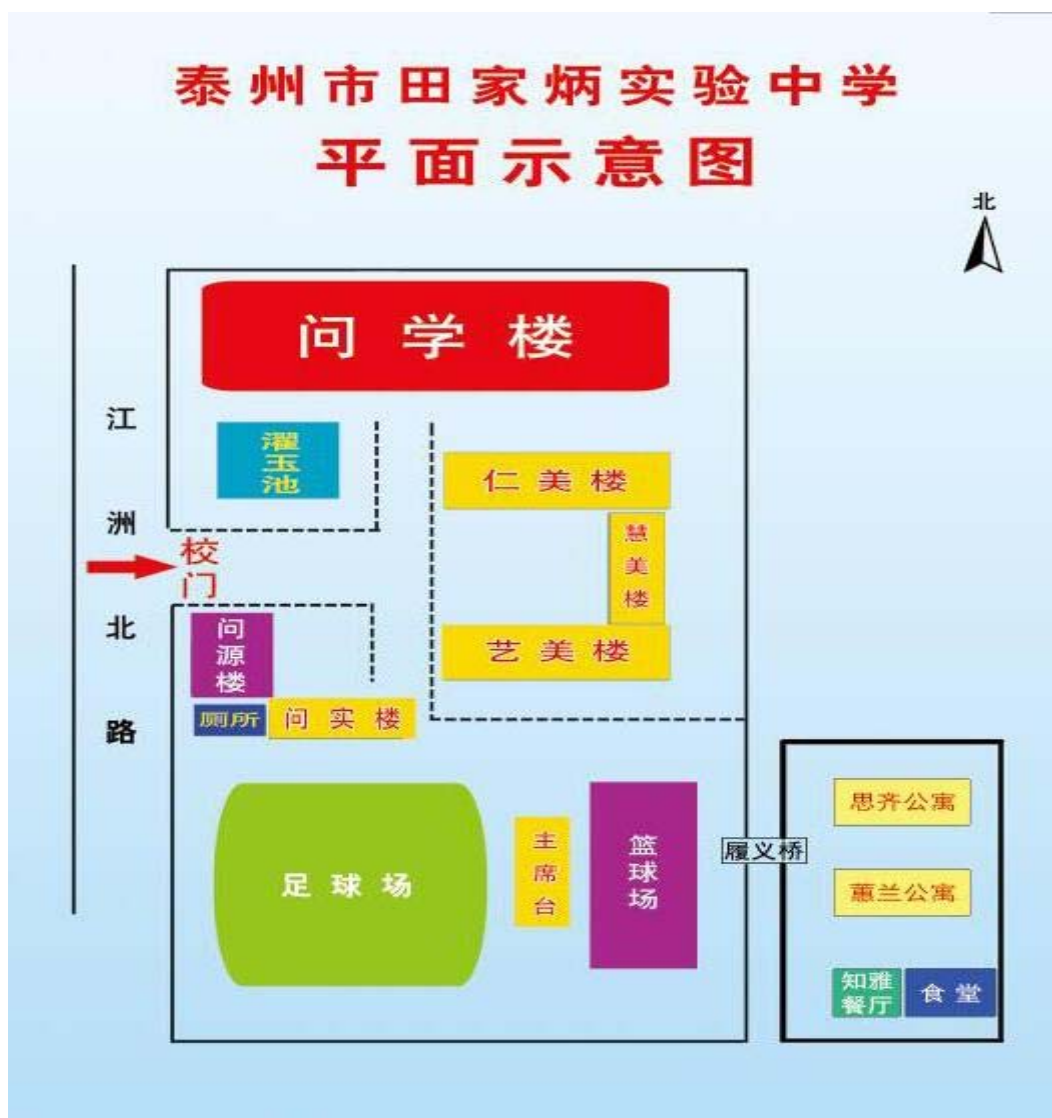 泰州市田家炳实验中学
平面示意图
北
问学楼
江洲北路
濯玉池
仁美楼
慧美楼
校门
艺美楼
问源楼
厕所
问实楼
思齐公寓
足球场
主席台
篮球场
履义桥
蕙兰公寓
知雅
餐厅
食堂